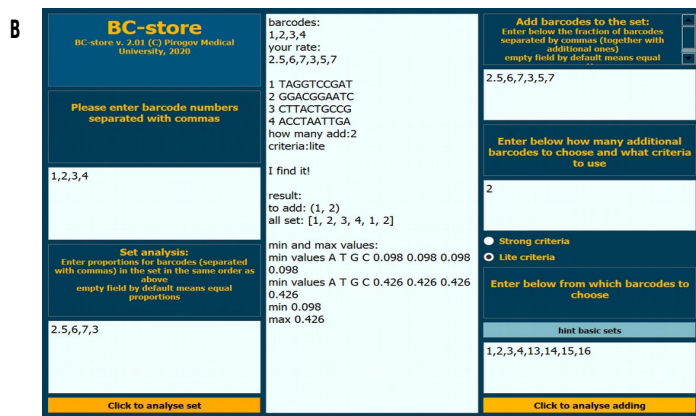 B
BC-store
BC-store v. 2.01 (C) Pirogov Medical
University, 2020
Please enter barcode numbers
separated with commas
1,2,3,4
Set analysis:
Enter proportions for barcodes (separated
with commas) in the set in the same order as
above
empty field by default means equal
proportions
2.5,6,7,3
Click to analyse set
barcodes:
1,2,3,4
your rate:
2.5,6,7,3,5,7
1 TAGGTCCGAT
2 GGACGGAATC
3 CTTACTGCCG
4 ACCTAATTGA
how many add:2
criteria:lite
I find it!
result:
to add: (1, 2)
all set: [1, 2, 3, 4, 1, 2]
min and max values:
min values A T G C 0.098 0.098 0.098
0.098
min values A T G C 0.426 0.426 0.426
0.426
min 0.098
max 0.426
Add barcodes to the set:
Enter below the fraction of barcodes
separated by commas (together with
additional ones)
empty field by default means equal
2.5,6,7,3,5,7
Enter below how many additional
barcodes to choose and what criteria
to use
2
Strong criteria
Lite criteria
Enter below from which barcodes to
choose
hint basic sets
1,2,3,4,13,14,15,16
Click to analyse adding